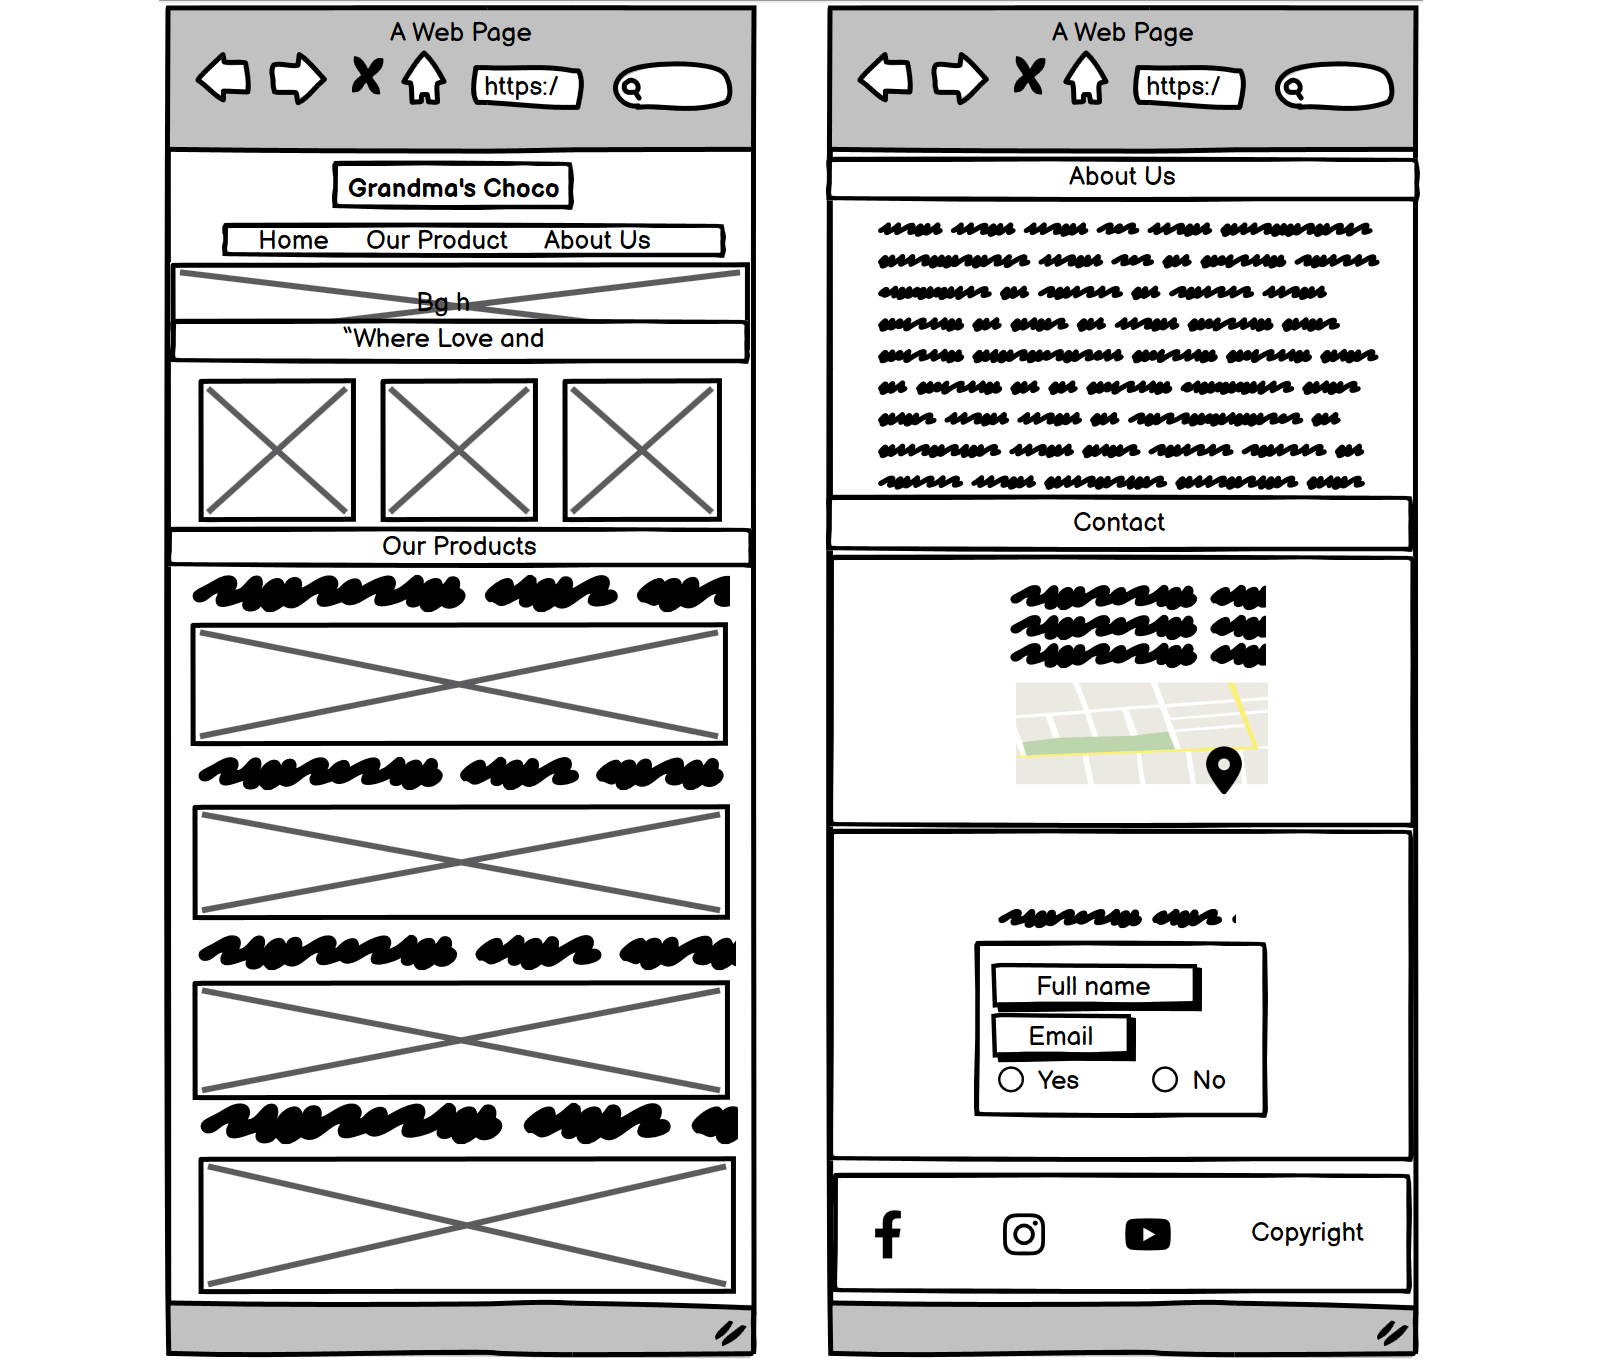 A Web Page
https:/
Grandma's Choco
Home Our Product About Us
Bg h
“Where Love and
Our Products
A Web Page
https:/
About Us
Contact
Full name
Email
Yes No
Copyright